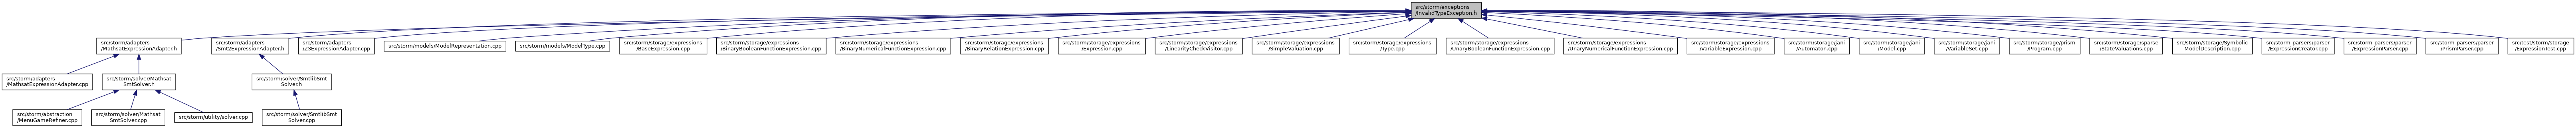 src/storm/exceptions
/InvalidTypeException.h
src/storm/adapters
/MathsatExpressionAdapter.h
src/storm/adapters
/Smt2ExpressionAdapter.h
src/storm/adapters
/Z3ExpressionAdapter.cpp
src/storm/models/ModelRepresentation.cpp
src/storm/models/ModelType.cpp
src/storm/storage/expressions
/BaseExpression.cpp
src/storm/storage/expressions
/BinaryBooleanFunctionExpression.cpp
src/storm/storage/expressions
/BinaryNumericalFunctionExpression.cpp
src/storm/storage/expressions
/BinaryRelationExpression.cpp
src/storm/storage/expressions
/Expression.cpp
src/storm/storage/expressions
/LinearityCheckVisitor.cpp
src/storm/storage/expressions
/SimpleValuation.cpp
src/storm/storage/expressions
/Type.cpp
src/storm/storage/expressions
/UnaryBooleanFunctionExpression.cpp
src/storm/storage/expressions
/UnaryNumericalFunctionExpression.cpp
src/storm/storage/expressions
/VariableExpression.cpp
src/storm/storage/jani
/Automaton.cpp
src/storm/storage/jani
/Model.cpp
src/storm/storage/jani
/VariableSet.cpp
src/storm/storage/prism
/Program.cpp
src/storm/storage/sparse
/StateValuations.cpp
src/storm/storage/Symbolic
ModelDescription.cpp
src/storm-parsers/parser
/ExpressionCreator.cpp
src/storm-parsers/parser
/ExpressionParser.cpp
src/storm-parsers/parser
/PrismParser.cpp
src/test/storm/storage
/ExpressionTest.cpp
src/storm/adapters
/MathsatExpressionAdapter.cpp
src/storm/solver/Mathsat
SmtSolver.h
src/storm/solver/SmtlibSmt
Solver.h
src/storm/abstraction
/MenuGameRefiner.cpp
src/storm/solver/Mathsat
SmtSolver.cpp
src/storm/utility/solver.cpp
src/storm/solver/SmtlibSmt
Solver.cpp